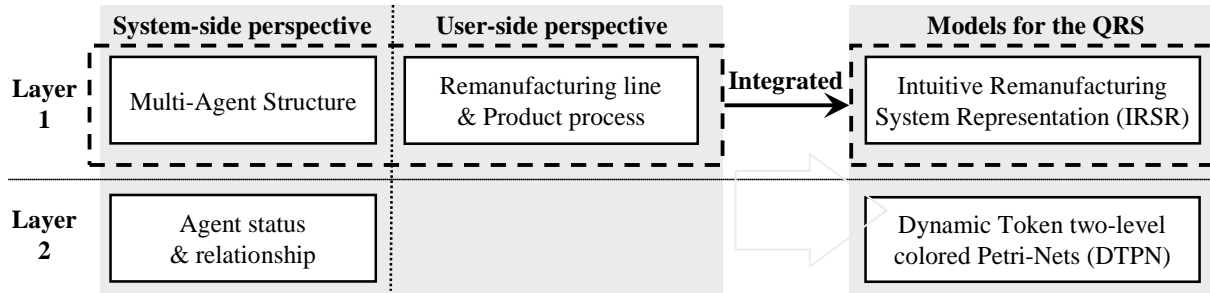 System-side perspective
User-side perspective
Models for the QRS
Layer
1
Multi-Agent Structure
Remanufacturing line
& Product process
Integrated
Intuitive Remanufacturing
System Representation (IRSR)
Layer
2
Agent status
& relationship
Dynamic Token two-level
colored Petri-Nets (DTPN)